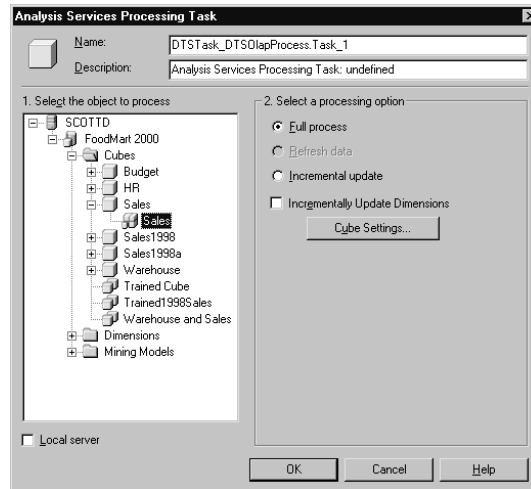 Analysis Services Processing Task
Name:
DTSTask_DTSOlapProcess.Task_1
Description:
Analysis Services Processing Task: undefined
1. Select the object to process
SCOTTD
FoodMart 2000
Cubes
Budget
HR
Sales
Sales
Sales1998
Sales1998a
Warehouse
Trained Cube
Trained1998Sales
Warehouse and Sales
Dimensions
Mining Models
Local server
2. Select a processing option
Full process
Refresh data
Incremental update
Incrementally Update Dimensions
Cube Settings...
OK Cancel Help